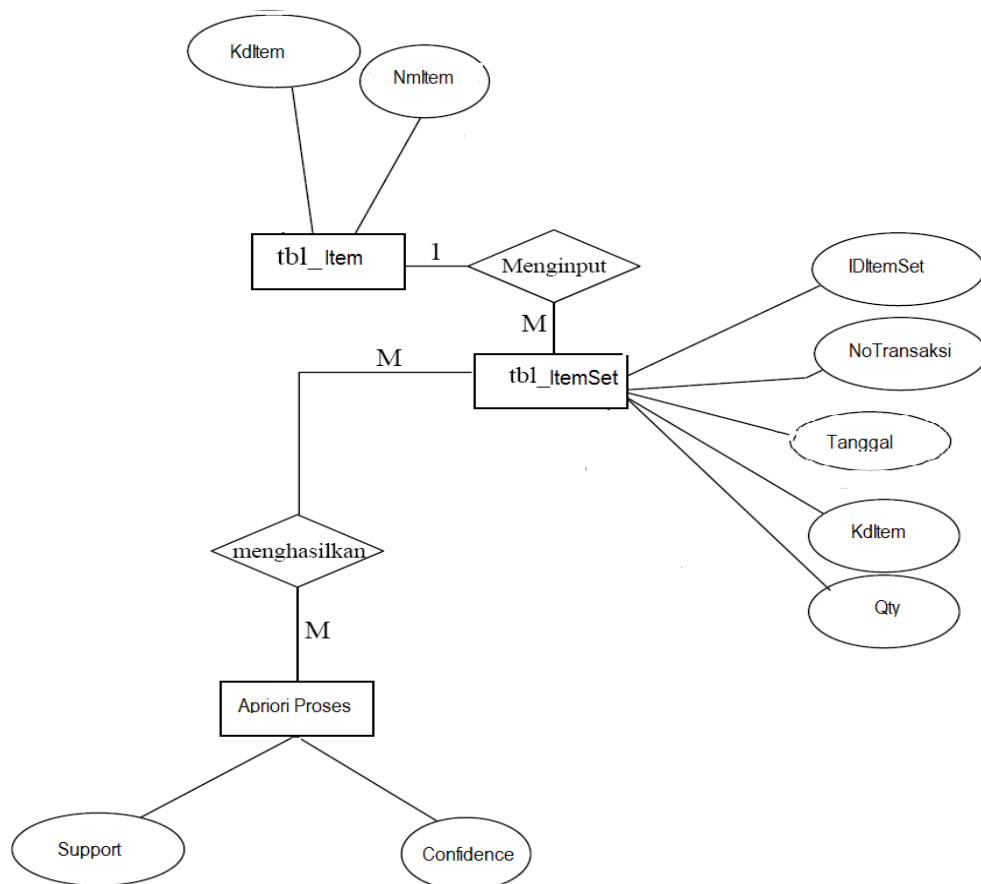 KdItem
NmItem
tbl_Item
1
Menginput
M
IDItemSet
NoTransaksi
M
tbl_ItemSet
Tanggal
KdItem
menghasilkan
Qty
M
Apriori Proses
Support
Confidence